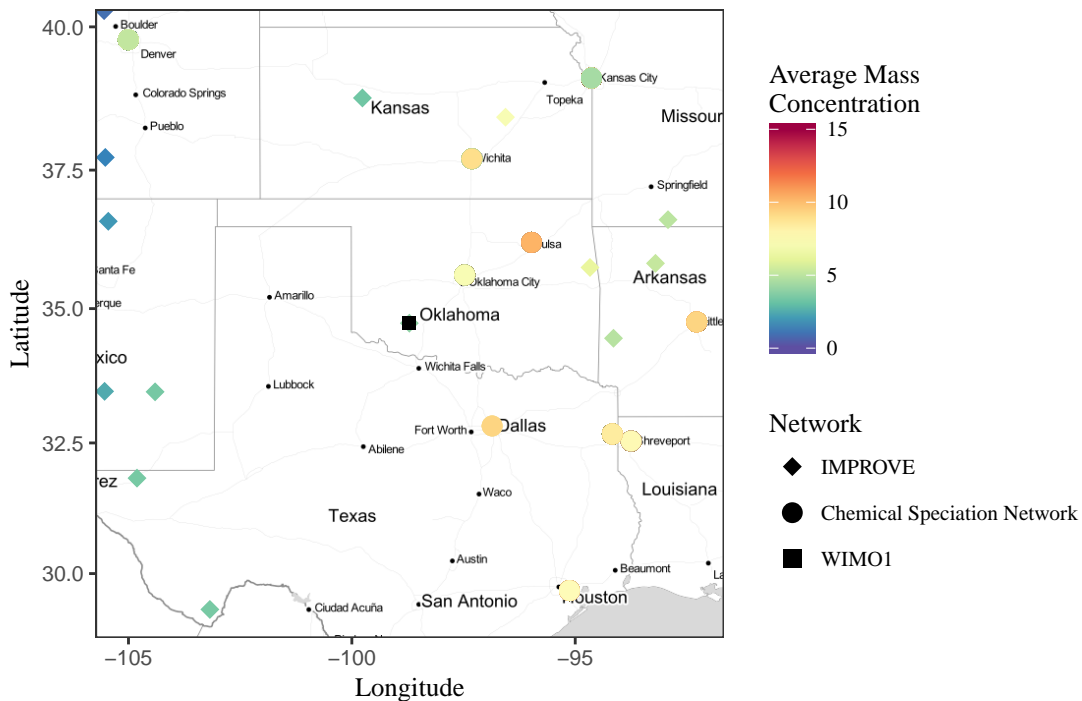 40.0
37.5
35.0
32.5
30.0
Latitude
−105
−100
−95
Longitude
Boulder
Denver
Colorado Springs
Pueblo
Kansas
Topeka
Kansas City
Missour
Wichita
Springfield
anta Fe
erque
ulsa
Oklahoma City
Arkansas
Amarillo
Oklahoma
ittle
xico
Wichita Falls
Lubbock
Fort Worth
Dallas
Abilene
Shreveport
rez
Waco
Louisiana
Texas
Austin
Beaumont
La
Houston
San Antonio
Ciudad Acuña
Average Mass
Concentration
15
10
5
0
Network
IMPROVE
Chemical Speciation Network
WIMO1